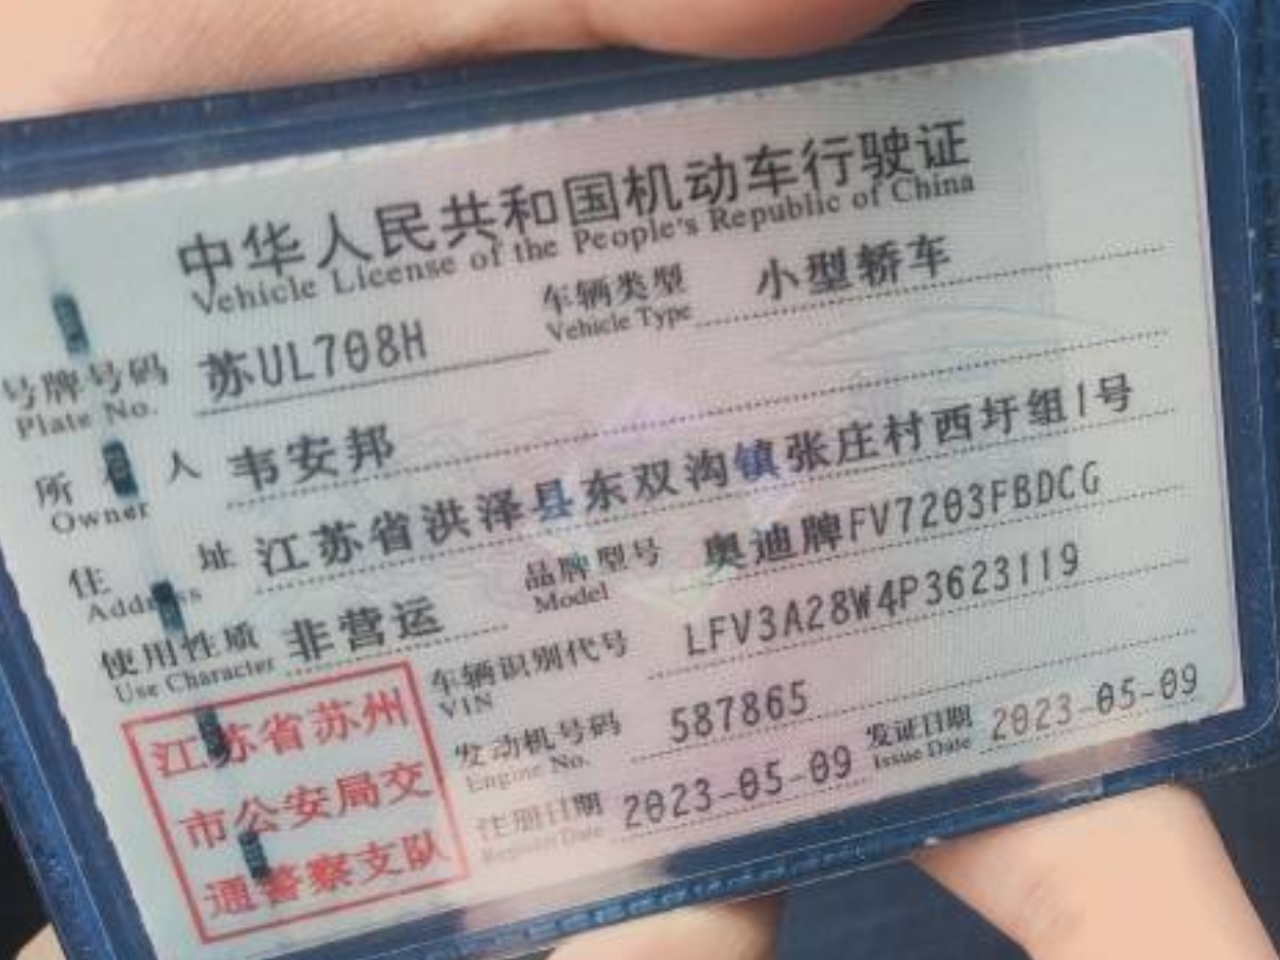 中华人民共和国机动车行驶证
Vehicle License of the People's Republic of China
号牌号码 苏UL708H 车辆类型 小型轿车
Plate No. Vehicle Type
所有人 韦安邦
Owner
住址 江苏省洪泽县东双沟镇张庄村西圩组1号
Address
使用性质 非营运 品牌型号 奥迪牌FV7203FBDCG
Use Character Model
车辆识别代号 LFV3A28W4P3623119
VIN
发动机号码 587865
Engine No.
注册日期 2023-05-09 发证日期 2023-05-09
Register Date Issue Date
江苏省苏州
市公安局交
通警察支队